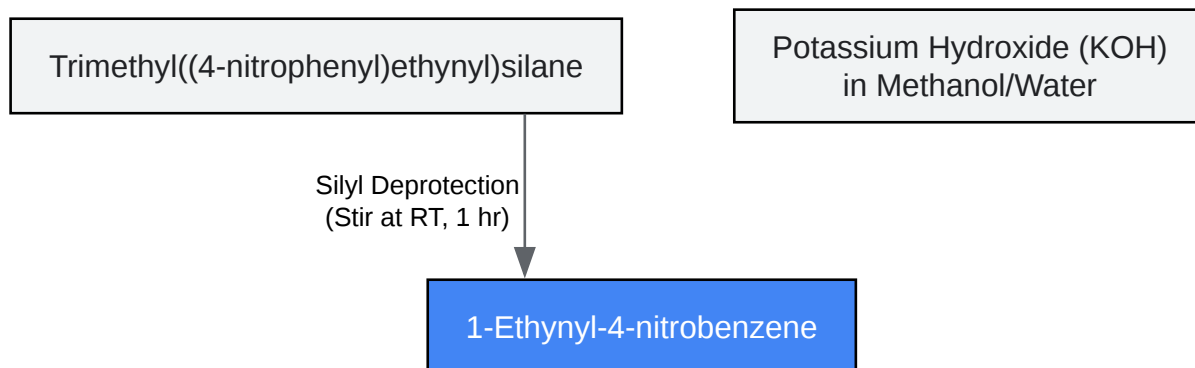 Trimethyl((4-nitrophenyl)ethynyl)silane
Potassium Hydroxide (KOH)
in Methanol/Water
Silyl Deprotection
(Stir at RT, 1 hr)
1-Ethynyl-4-nitrobenzene